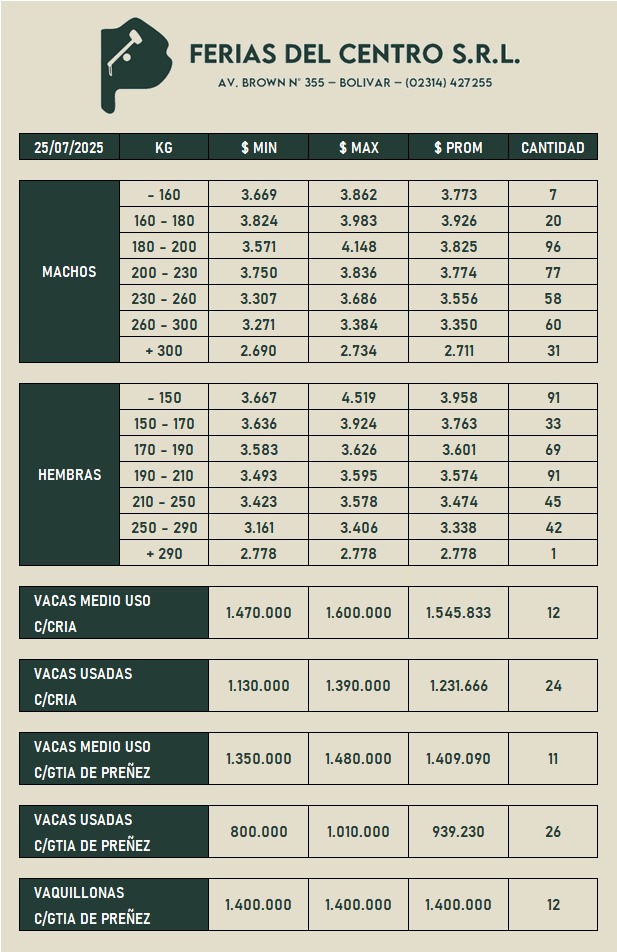 FERIAS DEL CENTRO S.R.L.
AV. BROWN N° 355 – BOLIVAR – (02314) 427255
25/07/2025 KG $ MIN $ MAX $ PROM CANTIDAD
MACHOS
- 160 3.669 3.862 3.773 7
160 - 180 3.824 3.983 3.926 20
180 - 200 3.571 4.148 3.825 96
200 - 230 3.750 3.836 3.774 77
230 - 260 3.307 3.686 3.556 58
260 - 300 3.271 3.384 3.350 60
+ 300 2.690 2.734 2.711 31
HEMBRAS
- 150 3.667 4.519 3.958 91
150 - 170 3.636 3.924 3.763 33
170 - 190 3.583 3.626 3.601 69
190 - 210 3.493 3.595 3.574 91
210 - 250 3.423 3.578 3.474 45
250 - 290 3.161 3.406 3.338 42
+ 290 2.778 2.778 2.778 1
VACAS MEDIO USO
C/CRIA 1.470.000 1.600.000 1.545.833 12
VACAS USADAS
C/CRIA 1.130.000 1.390.000 1.231.666 24
VACAS MEDIO USO
C/GTIA DE PREÑEZ 1.350.000 1.480.000 1.409.090 11
VACAS USADAS
C/GTIA DE PREÑEZ 800.000 1.010.000 939.230 26
VAQUILLONAS
C/GTIA DE PREÑEZ 1.400.000 1.400.000 1.400.000 12